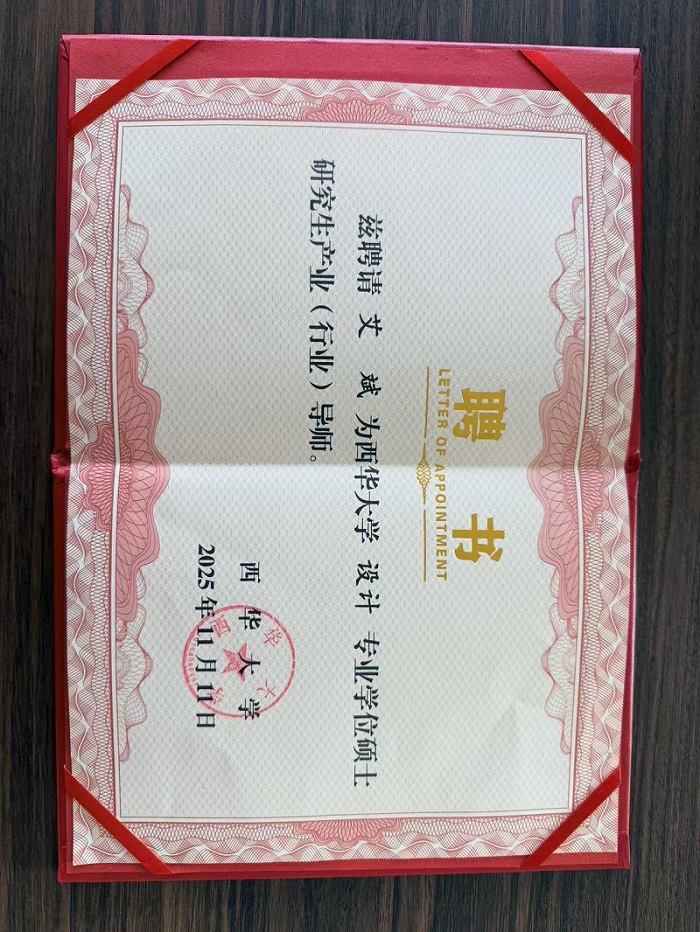 聘 书
LETTER OF APPOINTMENT
兹聘请 艾 斌 为西华大学 设计 专业学位硕士
研究生产业（行业）导师。
西 华 大 学
2025年11月11日